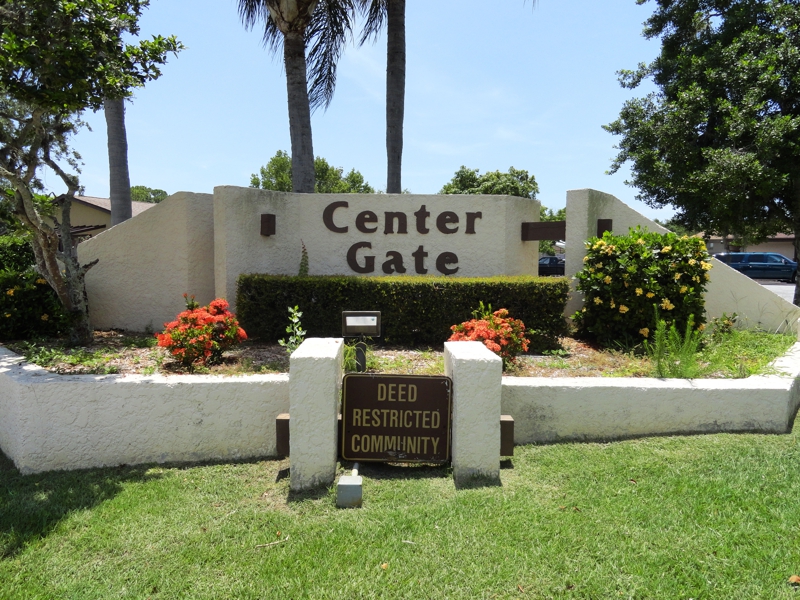 Center
Gate
DEED
RESTRICTED
COMMUNITY